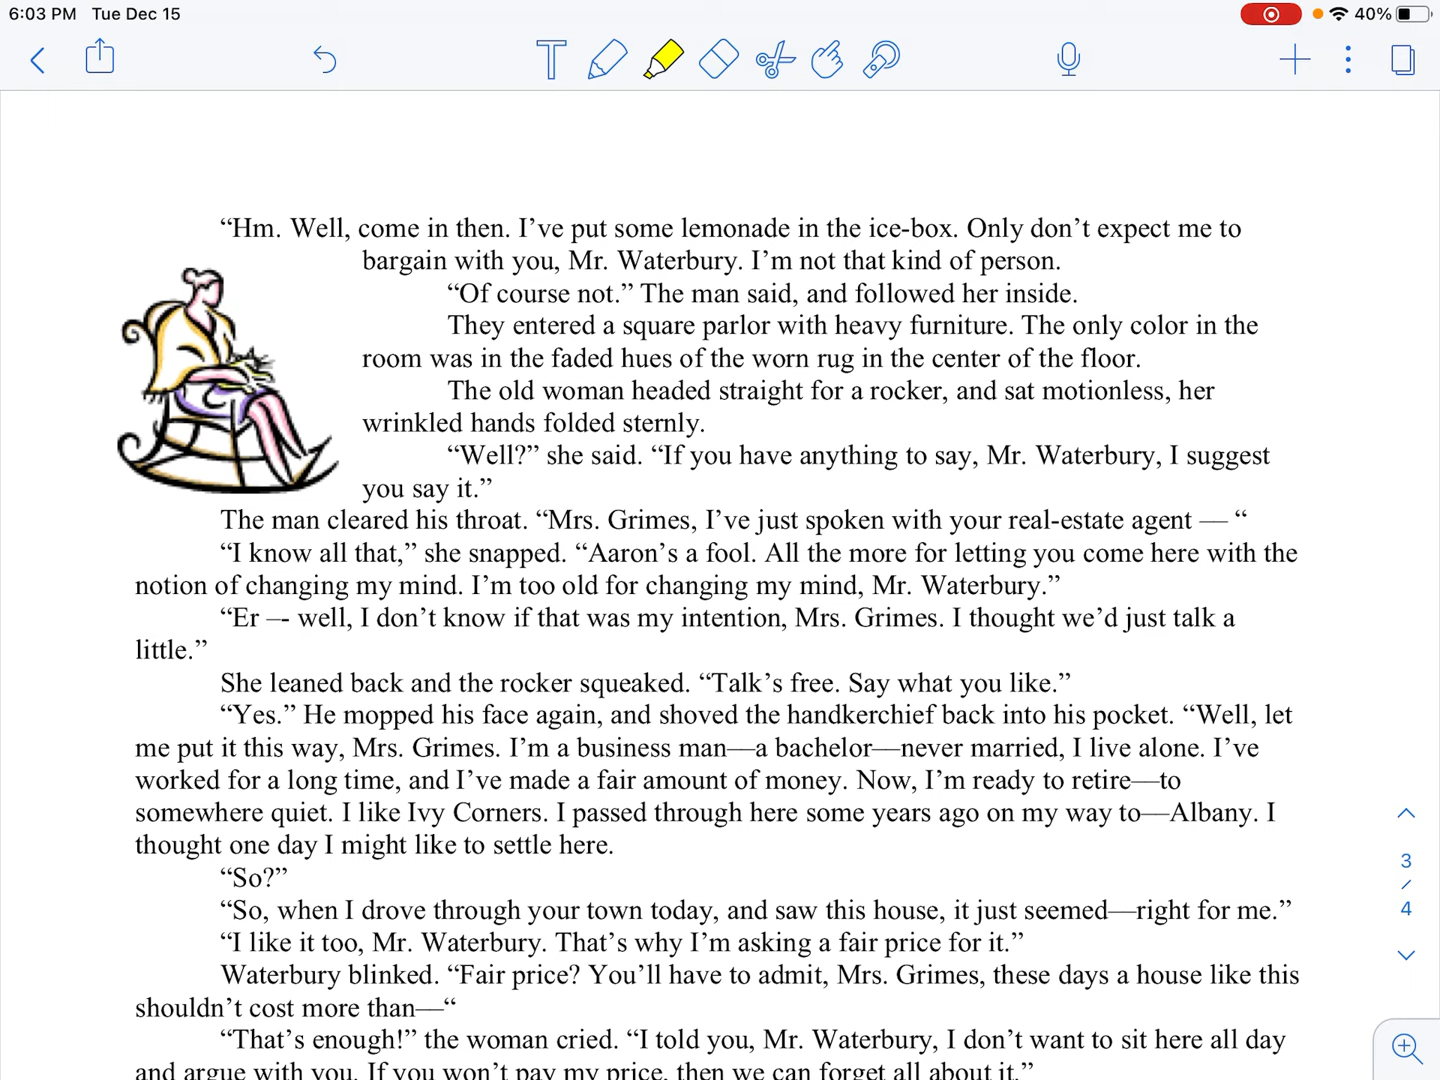 6:03 PM Tue Dec 15
40%
T
“Hm. Well, come in then. I’ve put some lemonade in the ice-box. Only don’t expect me to
bargain with you, Mr. Waterbury. I’m not that kind of person.
“Of course not.” The man said, and followed her inside.
They entered a square parlor with heavy furniture. The only color in the
room was in the faded hues of the worn rug in the center of the floor.
The old woman headed straight for a rocker, and sat motionless, her
wrinkled hands folded sternly.
“Well?” she said. “If you have anything to say, Mr. Waterbury, I suggest
you say it.”
The man cleared his throat. “Mrs. Grimes, I’ve just spoken with your real-estate agent — “
“I know all that,” she snapped. “Aaron’s a fool. All the more for letting you come here with the
notion of changing my mind. I’m too old for changing my mind, Mr. Waterbury.”
“Er –- well, I don’t know if that was my intention, Mrs. Grimes. I thought we’d just talk a
little.”
She leaned back and the rocker squeaked. “Talk’s free. Say what you like.”
“Yes.” He mopped his face again, and shoved the handkerchief back into his pocket. “Well, let
me put it this way, Mrs. Grimes. I’m a business man—a bachelor—never married, I live alone. I’ve
worked for a long time, and I’ve made a fair amount of money. Now, I’m ready to retire—to
somewhere quiet. I like Ivy Corners. I passed through here some years ago on my way to—Albany. I
thought one day I might like to settle here.
“So?”
“So, when I drove through your town today, and saw this house, it just seemed—right for me.”
“I like it too, Mr. Waterbury. That’s why I’m asking a fair price for it.”
Waterbury blinked. “Fair price? You’ll have to admit, Mrs. Grimes, these days a house like this
shouldn’t cost more than—“
“That’s enough!” the woman cried. “I told you, Mr. Waterbury, I don’t want to sit here all day
and argue with you. If you won’t pay my price, then we can forget all about it.”
3
/
4